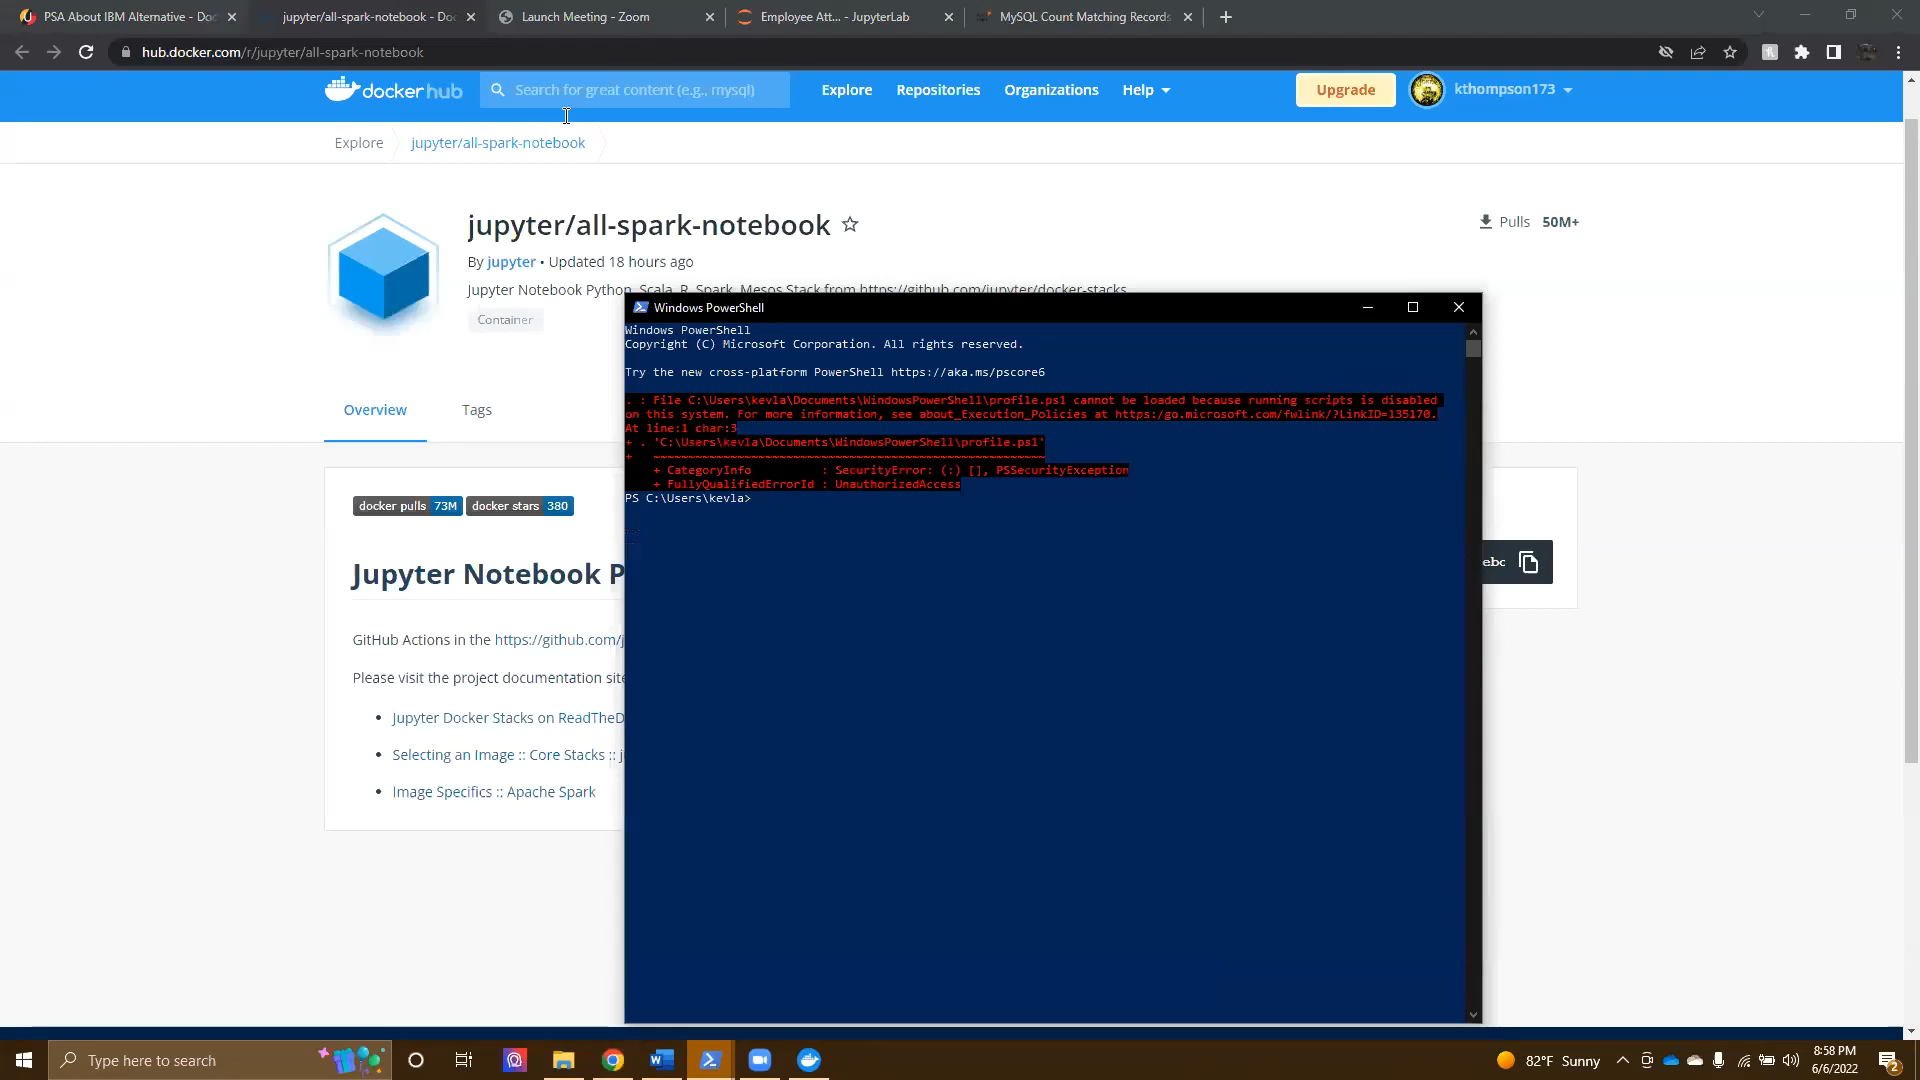 PSA About IBM Alternative - Doc
jupyter/all-spark-notebook - Doc
Launch Meeting - Zoom
Employee Att... - JupyterLab
MySQL Count Matching Records
hub.docker.com/r/jupyter/all-spark-notebook
docker hub
Search for great content (e.g., mysql)
Explore
Repositories
Organizations
Help
Upgrade
kthompson173
Explore
jupyter/all-spark-notebook
jupyter/all-spark-notebook
Pulls 50M+
By jupyter • Updated 18 hours ago
Jupyter Notebook Python, Scala, R, Spark, Mesos Stack from https://github.com/jupyter/docker-stacks
Container
Overview
Tags
docker pulls 73M
docker stars 380
Jupyter Notebook P
GitHub Actions in the https://github.com/j
Please visit the project documentation site
• Jupyter Docker Stacks on ReadTheD
• Selecting an Image :: Core Stacks :: j
• Image Specifics :: Apache Spark
ebc
Windows PowerShell
Windows PowerShell
Copyright (C) Microsoft Corporation. All rights reserved.
Try the new cross-platform PowerShell https://aka.ms/pscore6
. : File C:\Users\kevla\Documents\WindowsPowerShell\profile.ps1 cannot be loaded because running scripts is disabled
on this system. For more information, see about_Execution_Policies at https:/go.microsoft.com/fwlink/?LinkID=135170.
At line:1 char:3
+ . 'C:\Users\kevla\Documents\WindowsPowerShell\profile.ps1'
+   ~~~~~~~~~~~~~~~~~~~~~~~~~~~~~~~~~~~~~~~~~~~~~~~~~~~~~~~~
+ CategoryInfo          : SecurityError: (:) [], PSSecurityException
+ FullyQualifiedErrorId : UnauthorizedAccess
PS C:\Users\kevla>
Type here to search
82°F Sunny
8:58 PM
6/6/2022
2